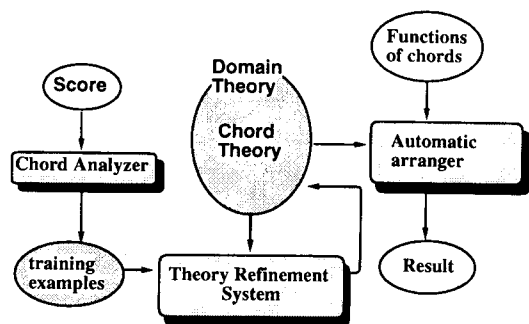 Score
Chord Analyzer
training
examples
Domain
Theory
Chord
Theory
Theory Refinement
System
Functions
of chords
Automatic
arranger
Result